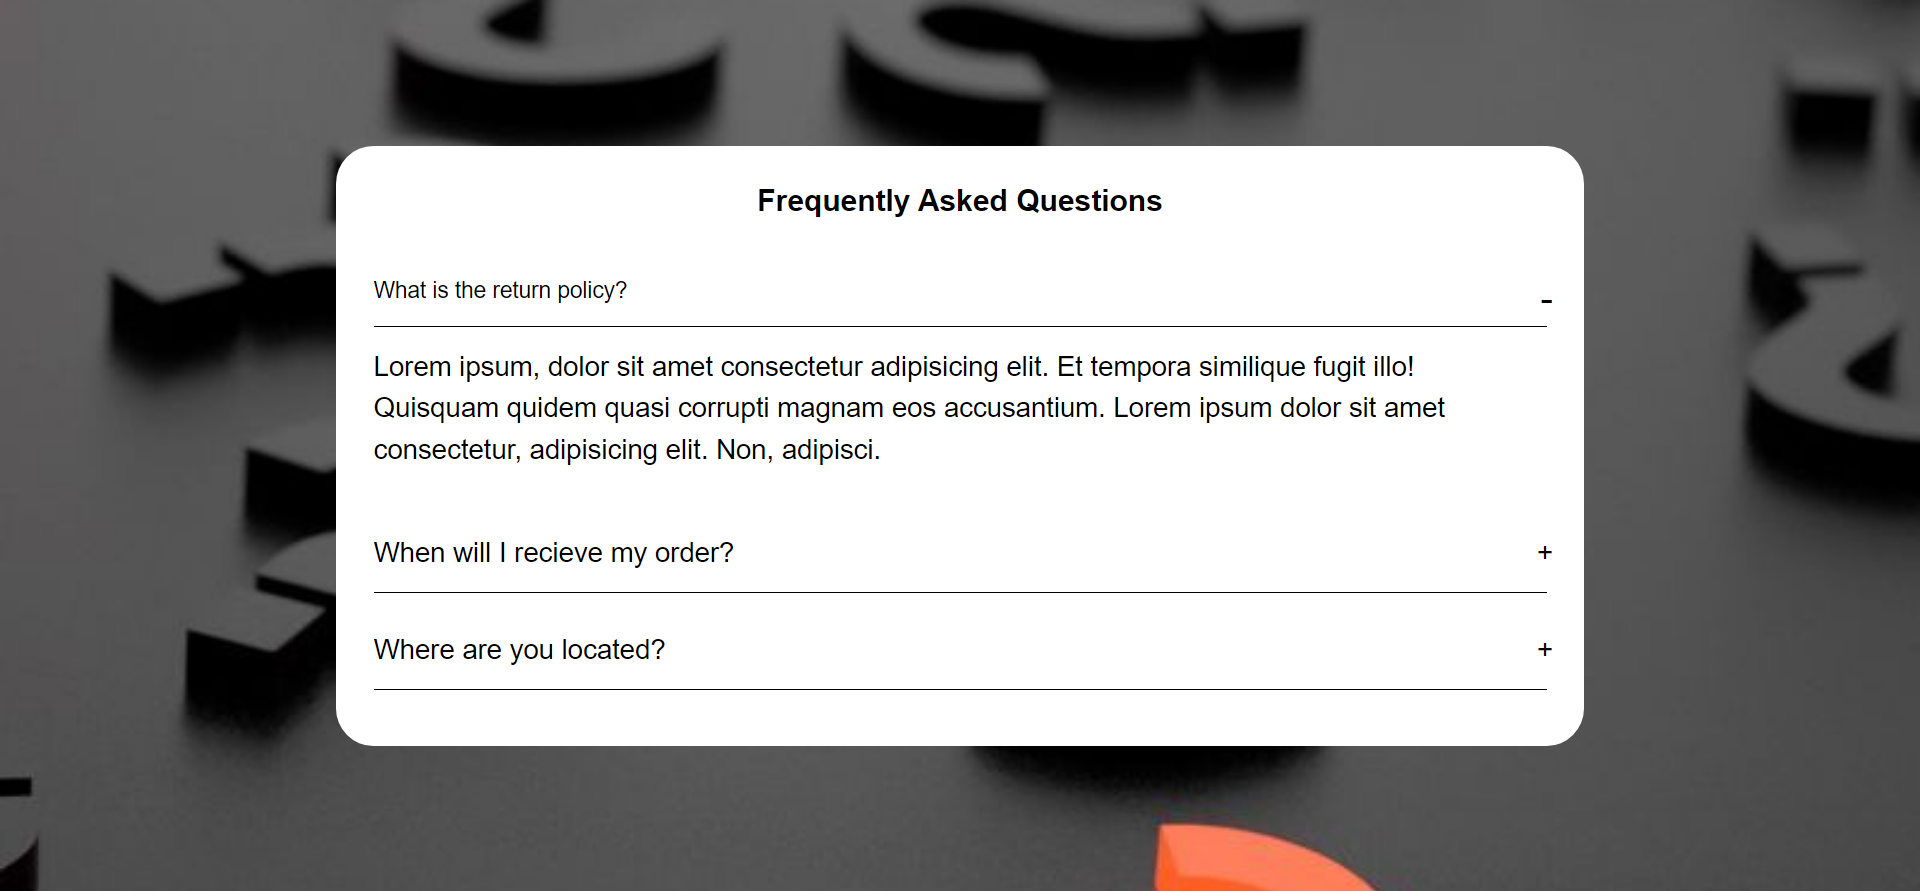 Frequently Asked Questions
What is the return policy?
-
Lorem ipsum, dolor sit amet consectetur adipisicing elit. Et tempora similique fugit illo!
Quisquam quidem quasi corrupti magnam eos accusantium. Lorem ipsum dolor sit amet
consectetur, adipisicing elit. Non, adipisci.
When will I recieve my order?
+
Where are you located?
+